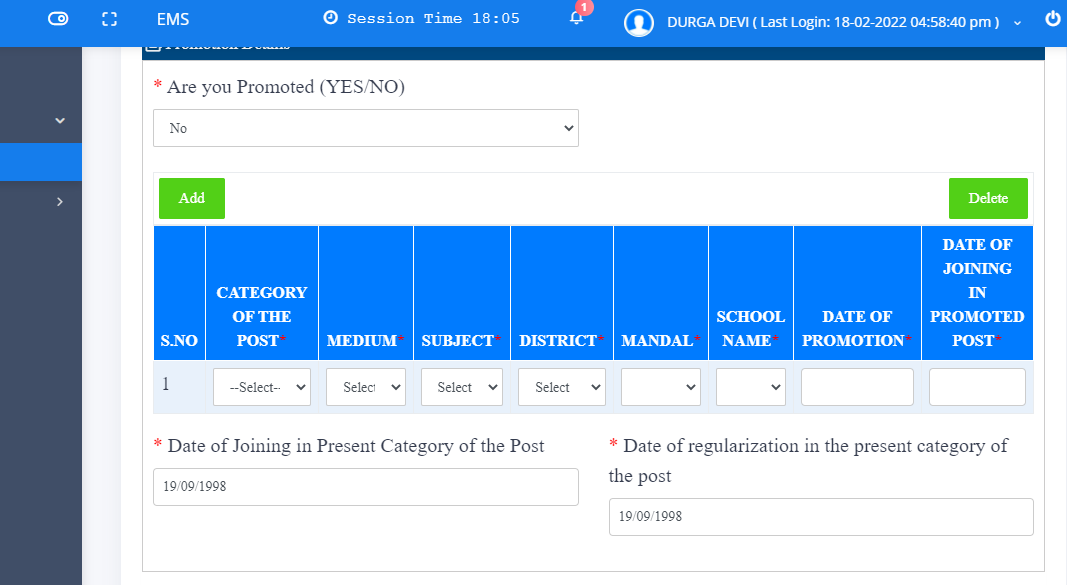 EMS
Session Time 18:05
1
DURGA DEVI ( Last Login: 18-02-2022 04:58:40 pm )
Promotion Details
* Are you Promoted (YES/NO)
No
Add
Delete
S.NO
CATEGORY
OF THE
POST*
MEDIUM*
SUBJECT*
DISTRICT*
MANDAL*
SCHOOL
NAME*
DATE OF
PROMOTION*
DATE OF
JOINING
IN
PROMOTED
POST*
1
--Select--
Select
Select
Select
* Date of Joining in Present Category of the Post
19/09/1998
* Date of regularization in the present category of
the post
19/09/1998